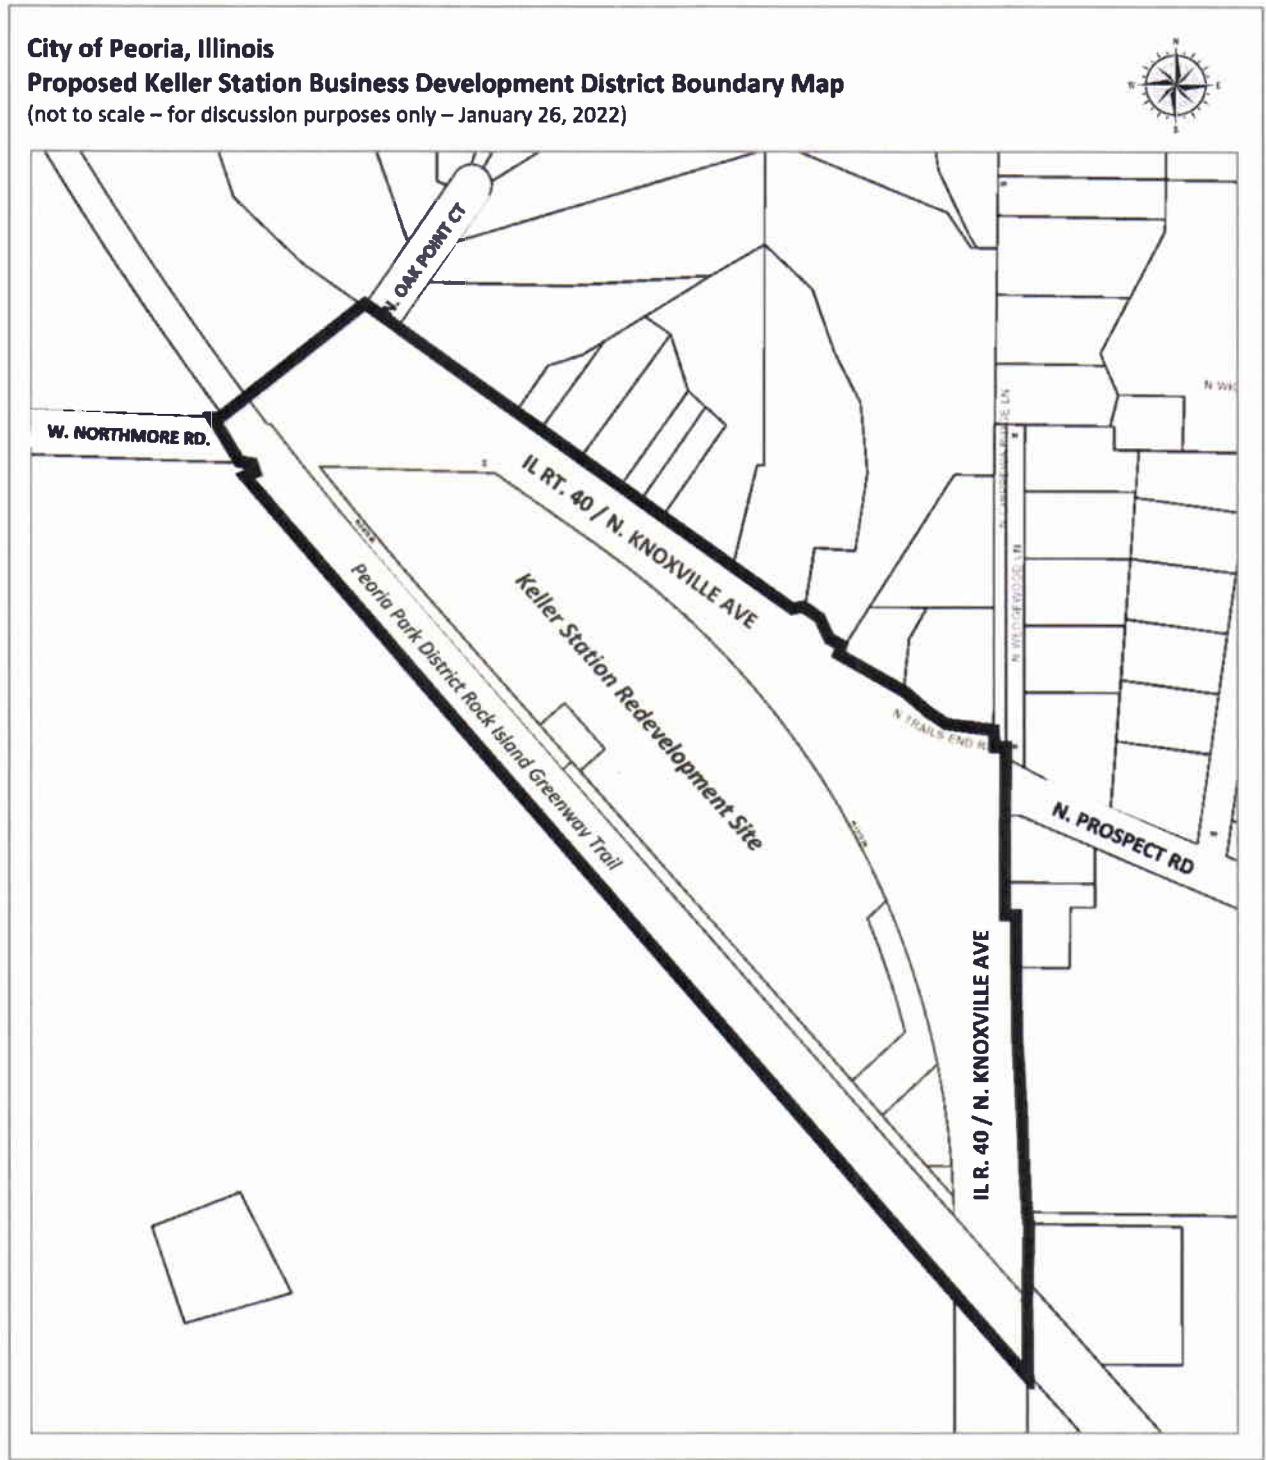 City of Peoria, Illinois
Proposed Keller Station Business Development District Boundary Map
(not to scale – for discussion purposes only – January 26, 2022)
N
W
E
S
N. OAK POINT CT
W. NORTHMORE RD.
N WE
IL RT. 40 / N. KNOXVILLE AVE
N WEDGEWOOD LN
Peoria Park District Rock Island Greenway Trail
Keller Station Redevelopment Site
N TRAILS END
N. PROSPECT RD
IL R. 40 / N. KNOXVILLE AVE